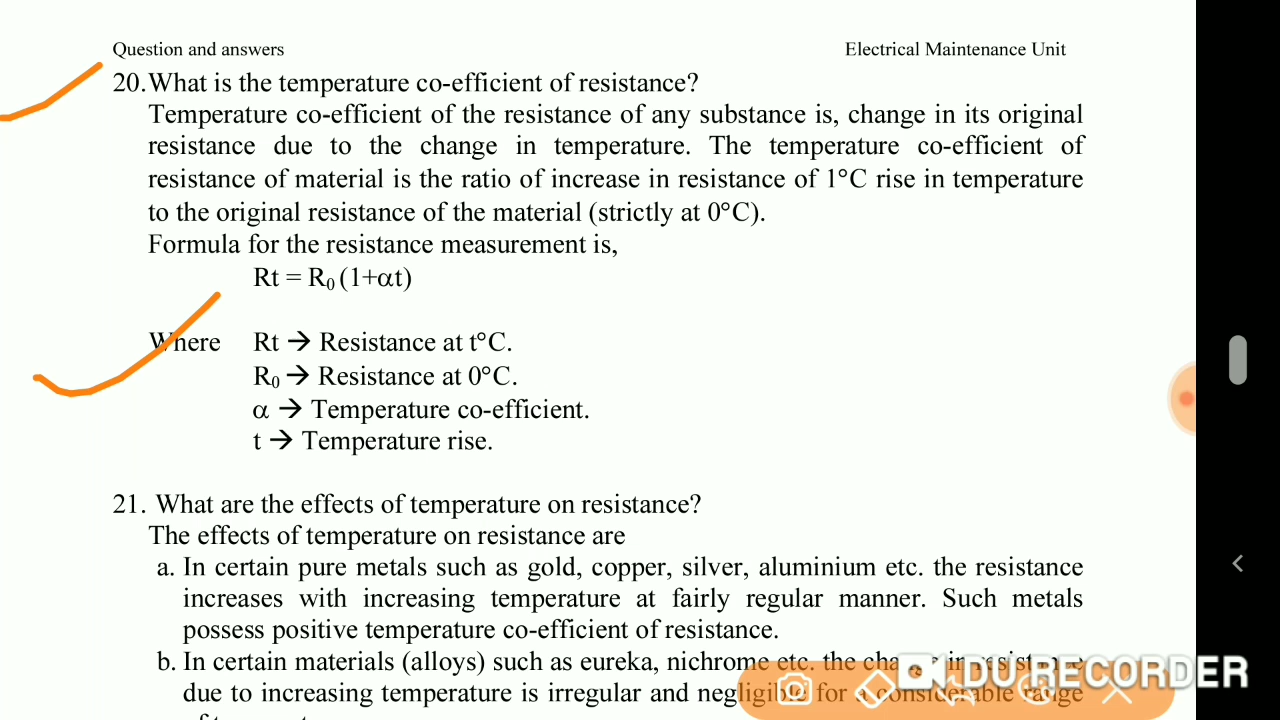 Question and answers Electrical Maintenance Unit
20. What is the temperature co-efficient of resistance?
Temperature co-efficient of the resistance of any substance is, change in its original
resistance due to the change in temperature. The temperature co-efficient of
resistance of material is the ratio of increase in resistance of 1°C rise in temperature
to the original resistance of the material (strictly at 0°C).
Formula for the resistance measurement is,
Rt = R₀ (1+αt)
Where Rt → Resistance at t°C.
R₀ → Resistance at 0°C.
α → Temperature co-efficient.
t → Temperature rise.
21. What are the effects of temperature on resistance?
The effects of temperature on resistance are
a. In certain pure metals such as gold, copper, silver, aluminium etc. the resistance
increases with increasing temperature at fairly regular manner. Such metals
possess positive temperature co-efficient of resistance.
b. In certain materials (alloys) such as eureka, nichrome etc. the change in resistance
due to increasing temperature is irregular and negligible for a considerable range
DU RECORDER